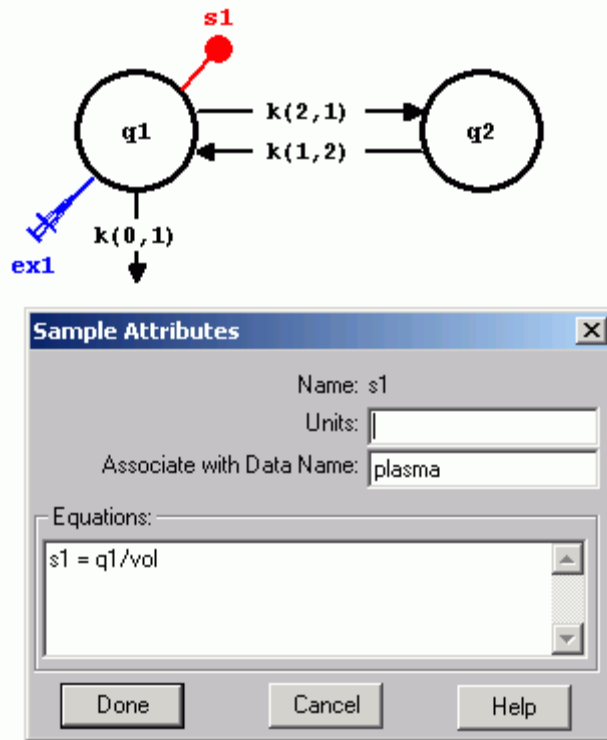 s1
k(2,1)
q1
q2
k(1,2)
k(0,1)
ex1
Sample Attributes
Name: s1
Units:
Associate with Data Name: plasma
Equations:
s1 = q1/vol
Done Cancel Help